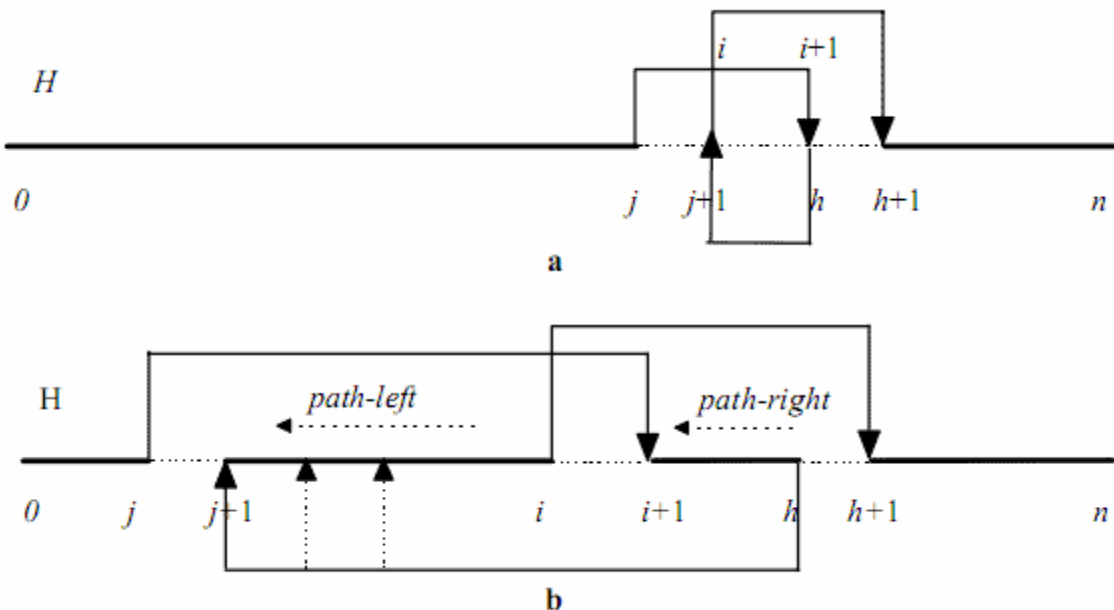 i i+1
H
0 j j+1 h h+1 n
a
H path-left path-right
0 j j+1 i i+1 h h+1 n
b